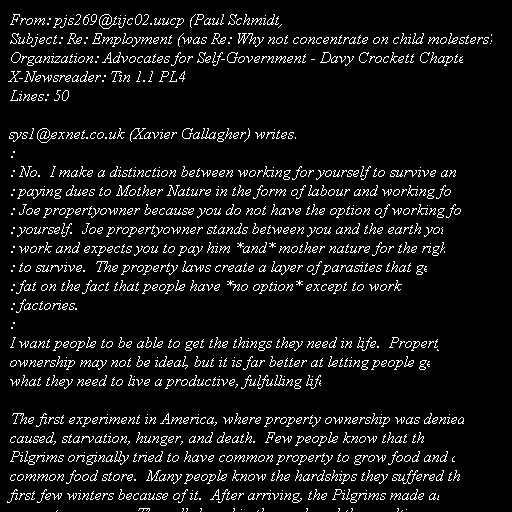 From: pjs269@tijc02.uucp (Paul Schmidt)
Subject: Re: Employment (was Re: Why not concentrate on child molesters?
Organization: Advocates for Self-Government - Davy Crockett Chapte
X-Newsreader: Tin 1.1 PL4
Lines: 50

sys1@exnet.co.uk (Xavier Gallagher) writes:
:
: No.  I make a distinction between working for yourself to survive an
: paying dues to Mother Nature in the form of labour and working fo
: Joe propertyowner because you do not have the option of working fo
: yourself.  Joe propertyowner stands between you and the earth you
: work and expects you to pay him *and* mother nature for the righ
: to survive.  The property laws create a layer of parasites that ge
: fat on the fact that people have *no option* except to work
: factories.
:
I want people to be able to get the things they need in life.  Propert
ownership may not be ideal, but it is far better at letting people ge
what they need to live a productive, fulfulling life

The first experiment in America, where property ownership was denied
caused, starvation, hunger, and death.  Few people know that th
Pilgrims originally tried to have common property to grow food and
common food store.  Many people know the hardships they suffered th
first few winters because of it.  After arriving, the Pilgrims made a